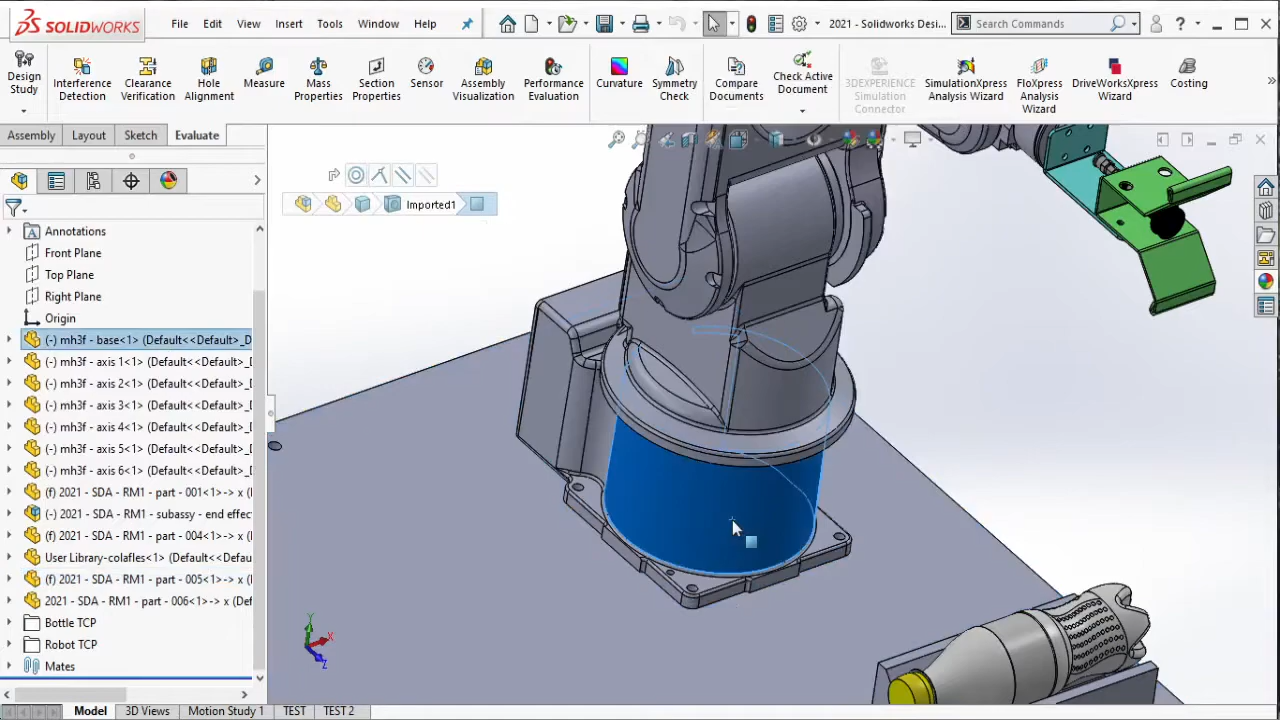 SOLIDWORKS
File Edit View Insert Tools Window Help
2021 - Solidworks Desi...
Search Commands
Design Study
Interference Detection
Clearance Verification
Hole Alignment
Measure
Mass Properties
Section Properties
Sensor
Assembly Visualization
Performance Evaluation
Curvature
Symmetry Check
Compare Documents
Check Active Document
3DEXPERIENCE Simulation Connector
SimulationXpress Analysis Wizard
FloXpress Analysis Wizard
DriveWorksXpress Wizard
Costing
Assembly Layout Sketch Evaluate
Imported1
Annotations
Front Plane
Top Plane
Right Plane
Origin
(-) mh3f - base<1> (Default<<Default>_D
(-) mh3f - axis 1<1> (Default<<Default>_
(-) mh3f - axis 2<1> (Default<<Default>_
(-) mh3f - axis 3<1> (Default<<Default>_
(-) mh3f - axis 4<1> (Default<<Default>_
(-) mh3f - axis 5<1> (Default<<Default>_
(-) mh3f - axis 6<1> (Default<<Default>_
(f) 2021 - SDA - RM1 - part - 001<1>-> x (
(-) 2021 - SDA - RM1 - subassy - end effec
(f) 2021 - SDA - RM1 - part - 004<1>-> x (
User Library-colafles<1> (Default<<Defau
(f) 2021 - SDA - RM1 - part - 005<1>-> x (
2021 - SDA - RM1 - part - 006<1>-> x (Def
Bottle TCP
Robot TCP
Mates
Y
X
Z
Model 3D Views Motion Study 1 TEST TEST 2